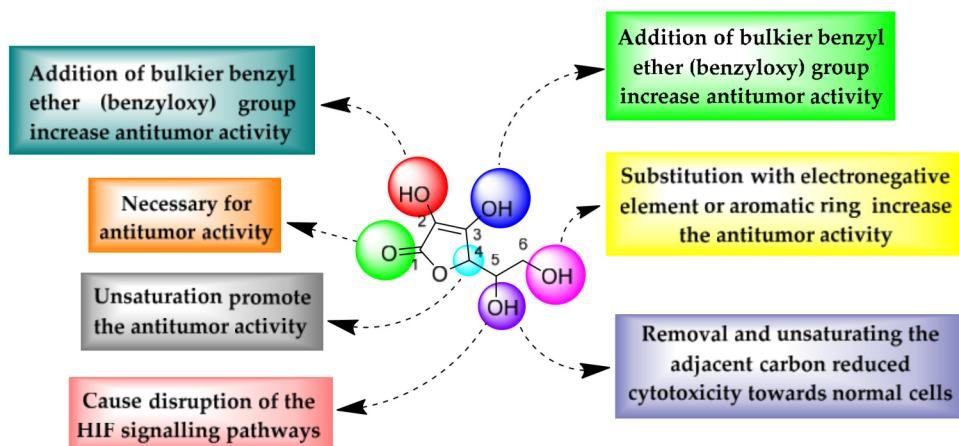 Addition of bulkier benzyl
ether (benzyloxy) group
increase antitumor activity
Necessary for
antitumor activity
Unsaturation promote
the antitumor activity
Cause disruption of the
HIF signalling pathways
HO
2
OH
3
O
1
O
4
5
6
OH
OH
Addition of bulkier benzyl
ether (benzyloxy) group
increase antitumor activity
Substitution with electronegative
element or aromatic ring increase
the antitumor activity
Removal and unsaturating the
adjacent carbon reduced
cytotoxicity towards normal cells